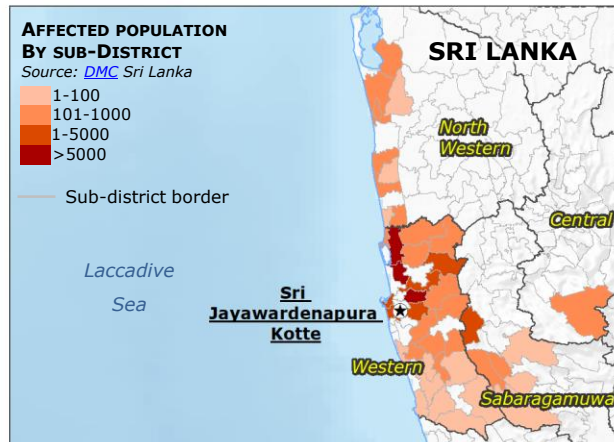 AFFECTED POPULATION
BY SUB-DISTRICT
Source: DMC Sri Lanka
1-100
101-1000
1-5000
>5000
Sub-district border
SRI LANKA
North
Western
Central
Laccadive
Sea
Sri
Jayawardenapura
Kotte
Western
Sabaragamuwa